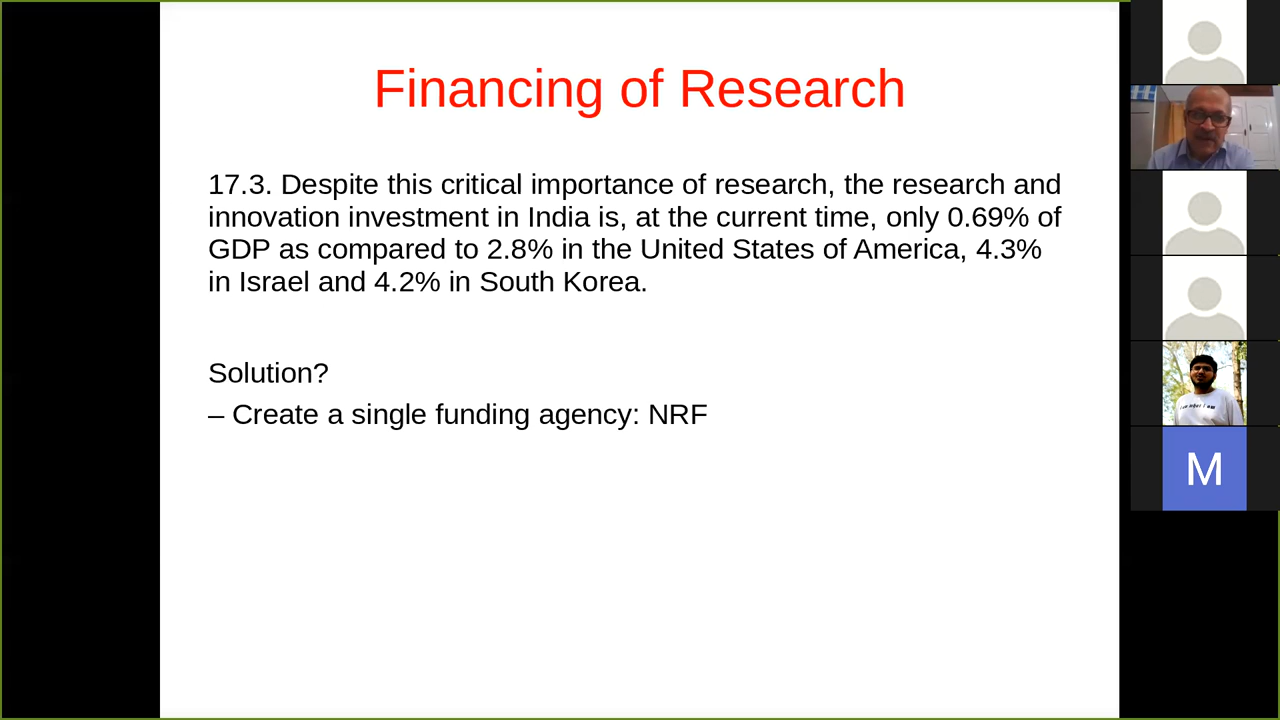 Financing of Research
17.3. Despite this critical importance of research, the research and
innovation investment in India is, at the current time, only 0.69% of
GDP as compared to 2.8% in the United States of America, 4.3%
in Israel and 4.2% in South Korea.
Solution?
– Create a single funding agency: NRF
M